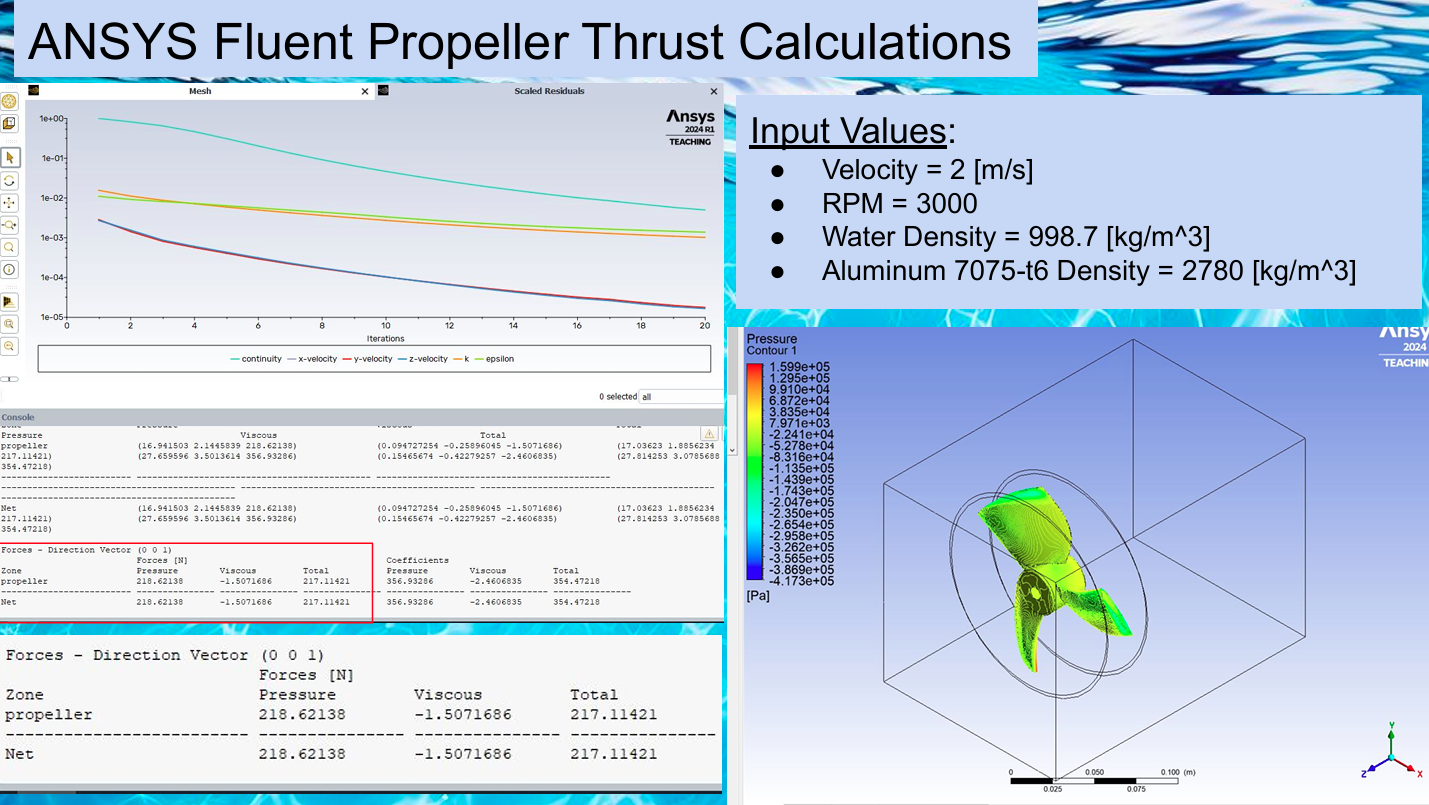 ANSYS Fluent Propeller Thrust Calculations
Mesh
Scaled Residuals
Ansys
2024 R1
TEACHING
1e+00
1e-01
1e-02
1e-03
1e-04
1e-05
0 2 4 6 8 10 12 14 16 18 20
Iterations
continuity x-velocity y-velocity z-velocity k epsilon
0 selected all
Console
Pressure Viscous Total
propeller (16.941503 2.1445839 218.62138) (0.094727254 -0.25896045 -1.5071686) (17.03623 1.8856234
217.11421) (27.659596 3.5013614 356.93286) (0.15465674 -0.42279257 -2.4606835) (27.814253 3.0785688
354.47218)
Net (16.941503 2.1445839 218.62138) (0.094727254 -0.25896045 -1.5071686) (17.03623 1.8856234
217.11421) (27.659596 3.5013614 356.93286) (0.15465674 -0.42279257 -2.4606835) (27.814253 3.0785688
354.47218)
Forces - Direction Vector (0 0 1)
Forces [N] Coefficients
Zone Pressure Viscous Total Pressure Viscous Total
propeller 218.62138 -1.5071686 217.11421 356.93286 -2.4606835 354.47218
Net 218.62138 -1.5071686 217.11421 356.93286 -2.4606835 354.47218
Forces - Direction Vector (0 0 1)
Forces [N]
Zone Pressure Viscous Total
propeller 218.62138 -1.5071686 217.11421
Net 218.62138 -1.5071686 217.11421
Input Values:
● Velocity = 2 [m/s]
● RPM = 3000
● Water Density = 998.7 [kg/m^3]
● Aluminum 7075-t6 Density = 2780 [kg/m^3]
Pressure
Contour 1
1.599e+05
1.295e+05
9.910e+04
6.872e+04
3.835e+04
7.971e+03
-2.241e+04
-5.278e+04
-8.316e+04
-1.135e+05
-1.439e+05
-1.743e+05
-2.047e+05
-2.350e+05
-2.654e+05
-2.958e+05
-3.262e+05
-3.565e+05
-3.869e+05
-4.173e+05
[Pa]
Ansy
2024
TEACHIN
0 0.050 0.100 (m)
0.025 0.075
Y
Z X